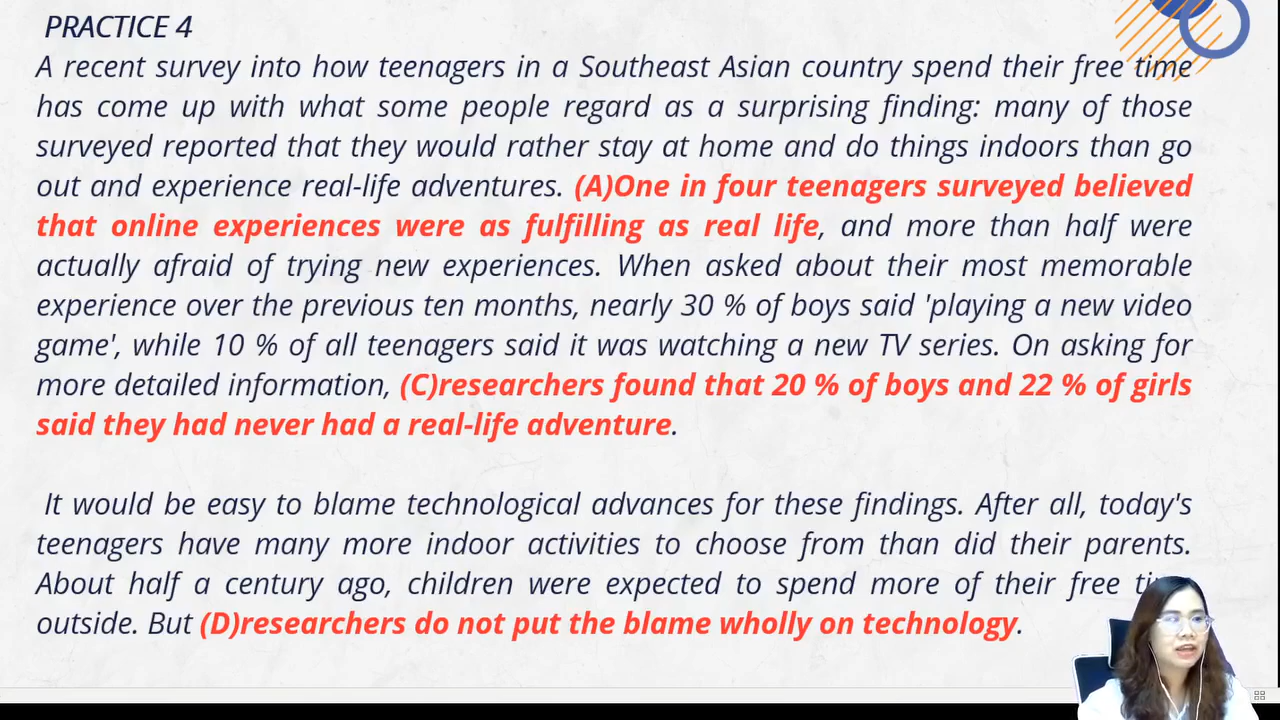 PRACTICE 4
A recent survey into how teenagers in a Southeast Asian country spend their free time
has come up with what some people regard as a surprising finding: many of those
surveyed reported that they would rather stay at home and do things indoors than go
out and experience real-life adventures. (A)One in four teenagers surveyed believed
that online experiences were as fulfilling as real life, and more than half were
actually afraid of trying new experiences. When asked about their most memorable
experience over the previous ten months, nearly 30 % of boys said 'playing a new video
game', while 10 % of all teenagers said it was watching a new TV series. On asking for
more detailed information, (C)researchers found that 20 % of boys and 22 % of girls
said they had never had a real-life adventure.
It would be easy to blame technological advances for these findings. After all, today's
teenagers have many more indoor activities to choose from than did their parents.
About half a century ago, children were expected to spend more of their free
outside. But (D)researchers do not put the blame wholly on technology.